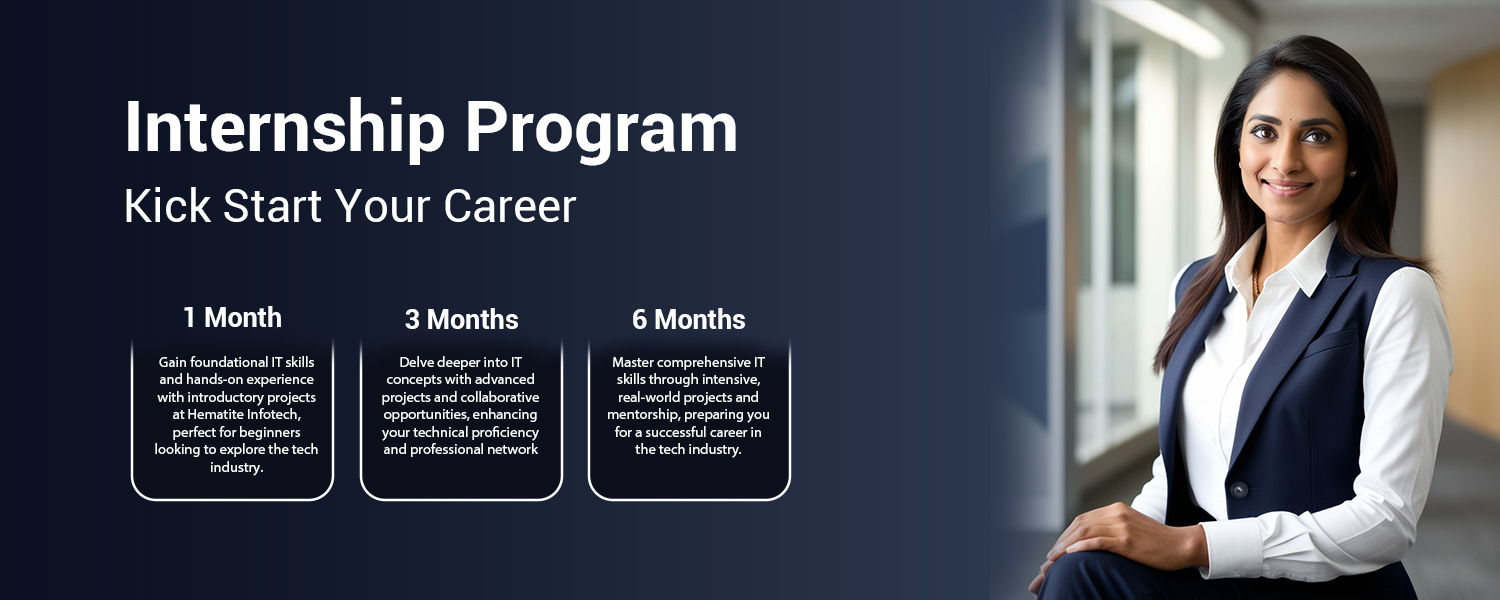 Internship Program
Kick Start Your Career
1 Month
Gain foundational IT skills
and hands-on experience
with introductory projects
at Hematite Infotech,
perfect for beginners
looking to explore the tech
industry.
3 Months
Delve deeper into IT
concepts with advanced
projects and collaborative
opportunities, enhancing
your technical proficiency
and professional network
6 Months
Master comprehensive IT
skills through intensive,
real-world projects and
mentorship, preparing you
for a successful career in
the tech industry.